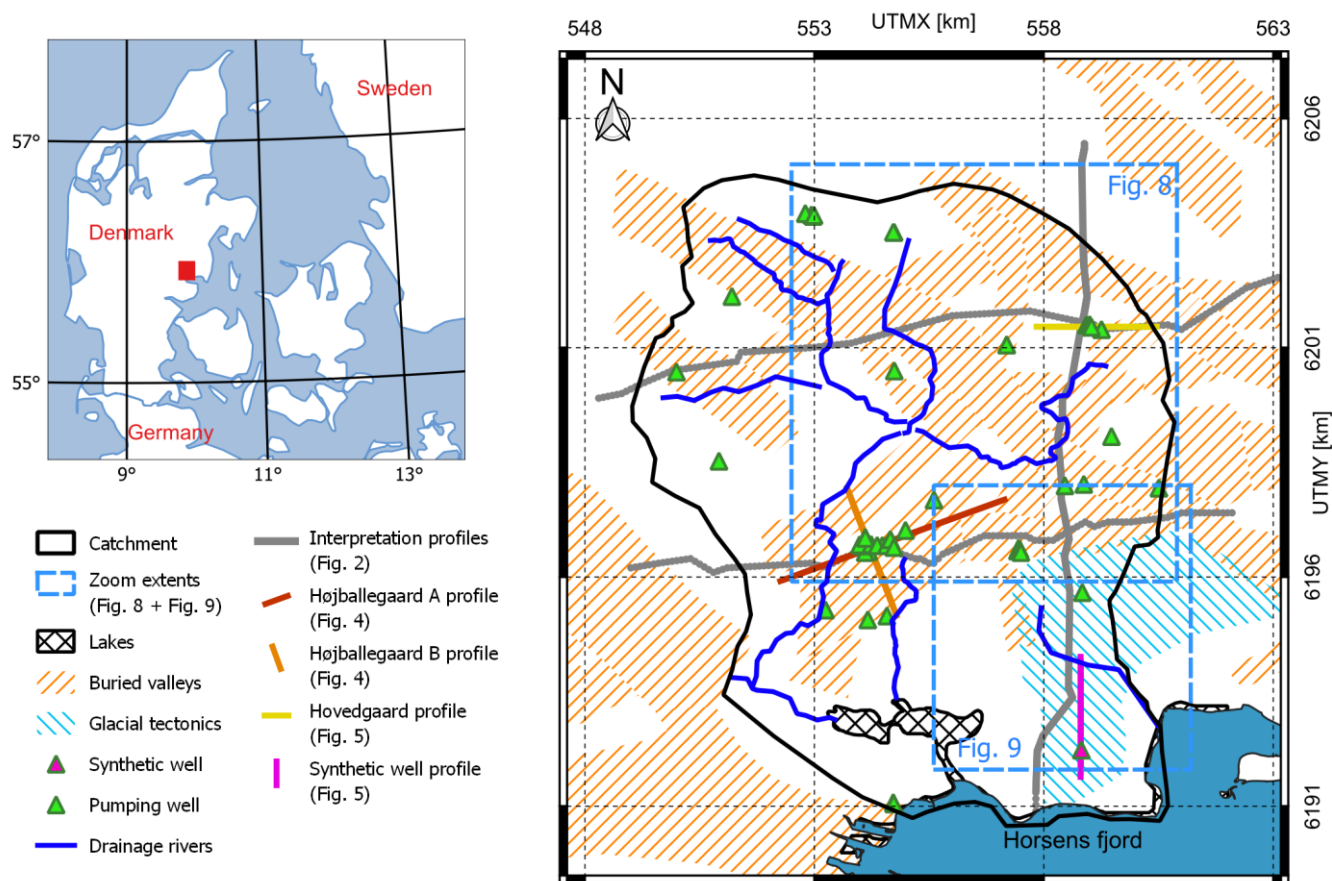 Sweden
57°
Denmark
55°
Germany
9
11
13
Catchment
Zoom extents
(Fig. 8 + Fig. 9)
Lakes
Buried valleys
Glacial tectonics
Synthetic well
Pumping well
Drainage rivers
Interpretation profiles
(Fig. 2)
Højballegaard A profile
(Fig. 4)
Højballegaard B profile
(Fig. 4)
Hovedgaard profile
(Fig. 5)
Synthetic well profile
(Fig. 5)
UTMX [km]
548
553
558
563
N
6206
Fig. 8
6201
UTMY [km]
6196
Fig. 9
6191
Horsens fjord